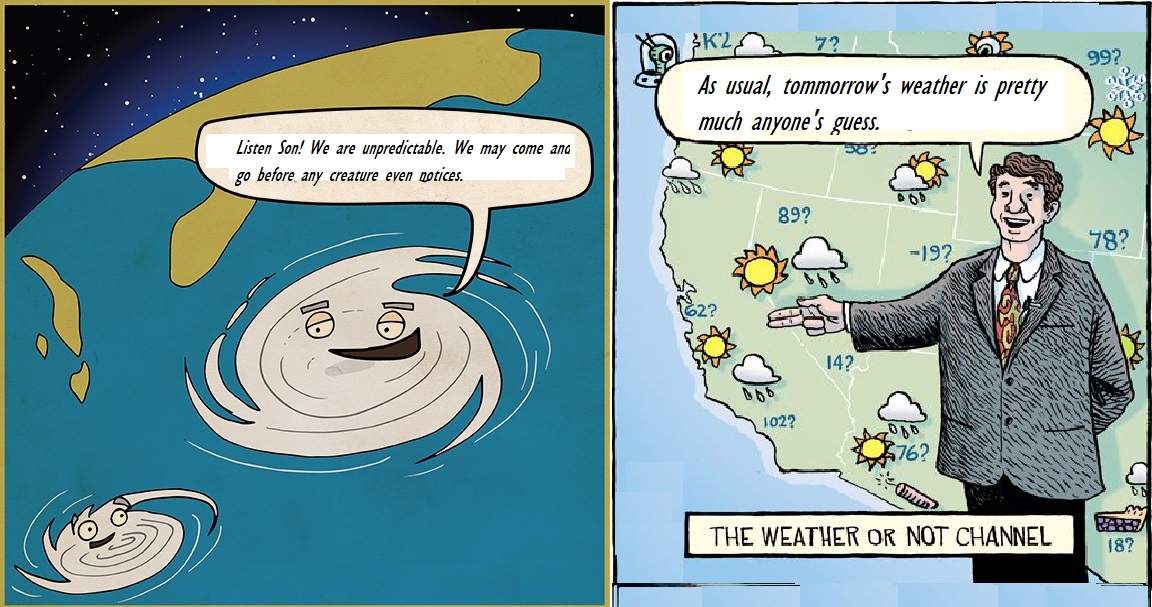 Listen Son! We are unpredictable. We may come and
go before any creature even notices.
K2
7?
99?
As usual, tommorrow's weather is pretty
much anyone's guess.
58?
89?
-19?
78?
62?
14?
102?
76?
THE WEATHER OR NOT CHANNEL
18?